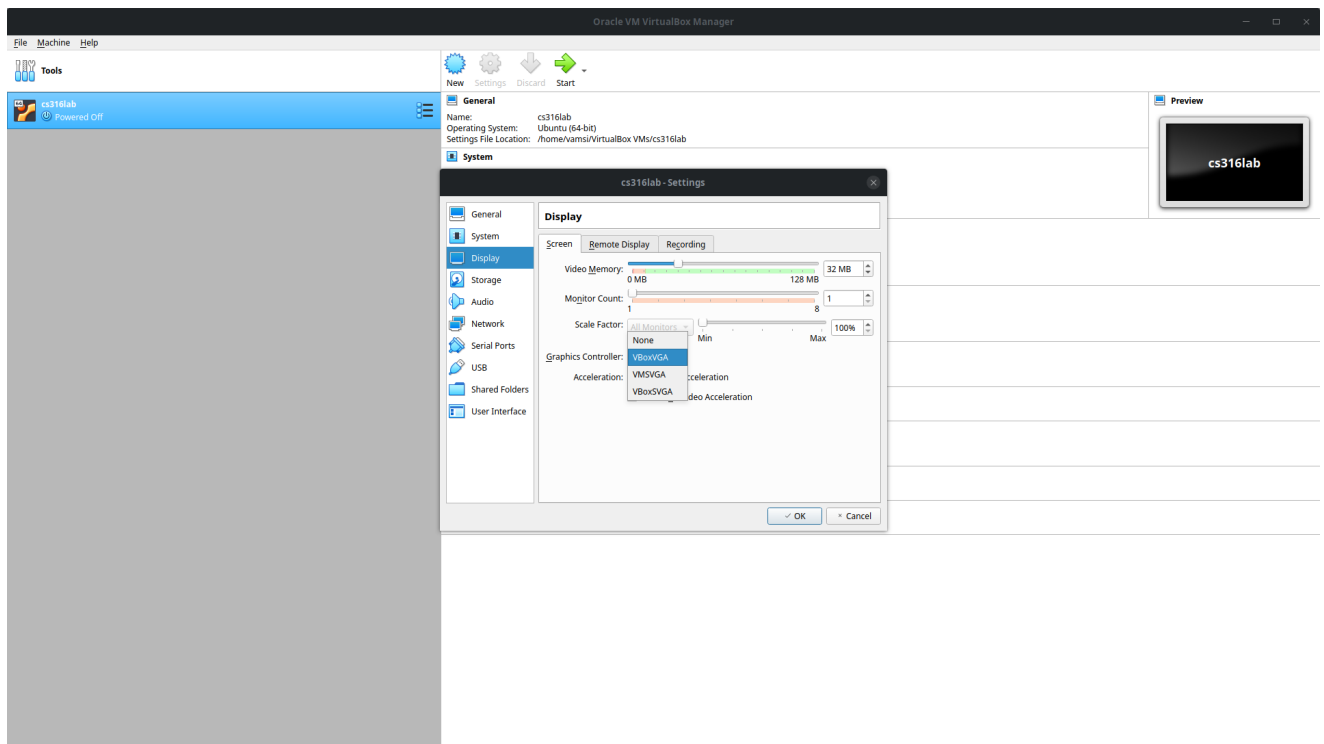 Oracle VM VirtualBox Manager
File Machine Help
Tools
cs316lab
Powered Off
New Settings Discard Start
General
Name: cs316lab
Operating System: Ubuntu (64-bit)
Settings File Location: /home/vamsi/VirtualBox VMs/cs316lab
System
Preview
cs316lab
cs316lab - Settings
General
System
Display
Storage
Audio
Network
Serial Ports
USB
Shared Folders
User Interface
Display
Screen Remote Display Recording
Video Memory: 32 MB
0 MB 128 MB
Monitor Count: 1
1 8
Scale Factor: All Monitors 100%
Min Max
None
Graphics Controller: VBoxVGA
VMSVGA
VBoxSVGA
Acceleration: cceleration
deo Acceleration
OK Cancel